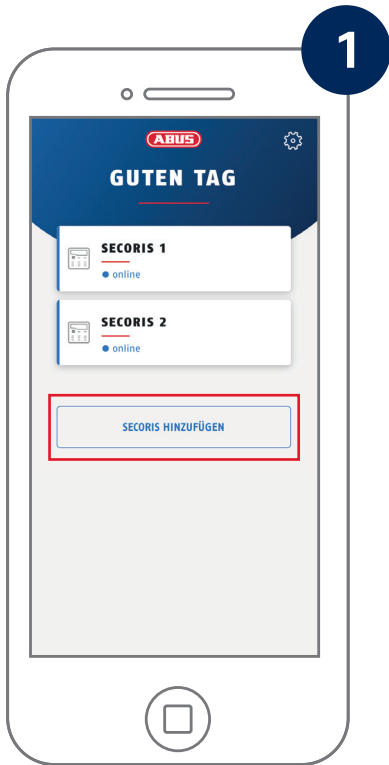 1
ABUS
GUTEN TAG
SECORIS 1
online
SECORIS 2
online
SECORIS HINZUFÜGEN